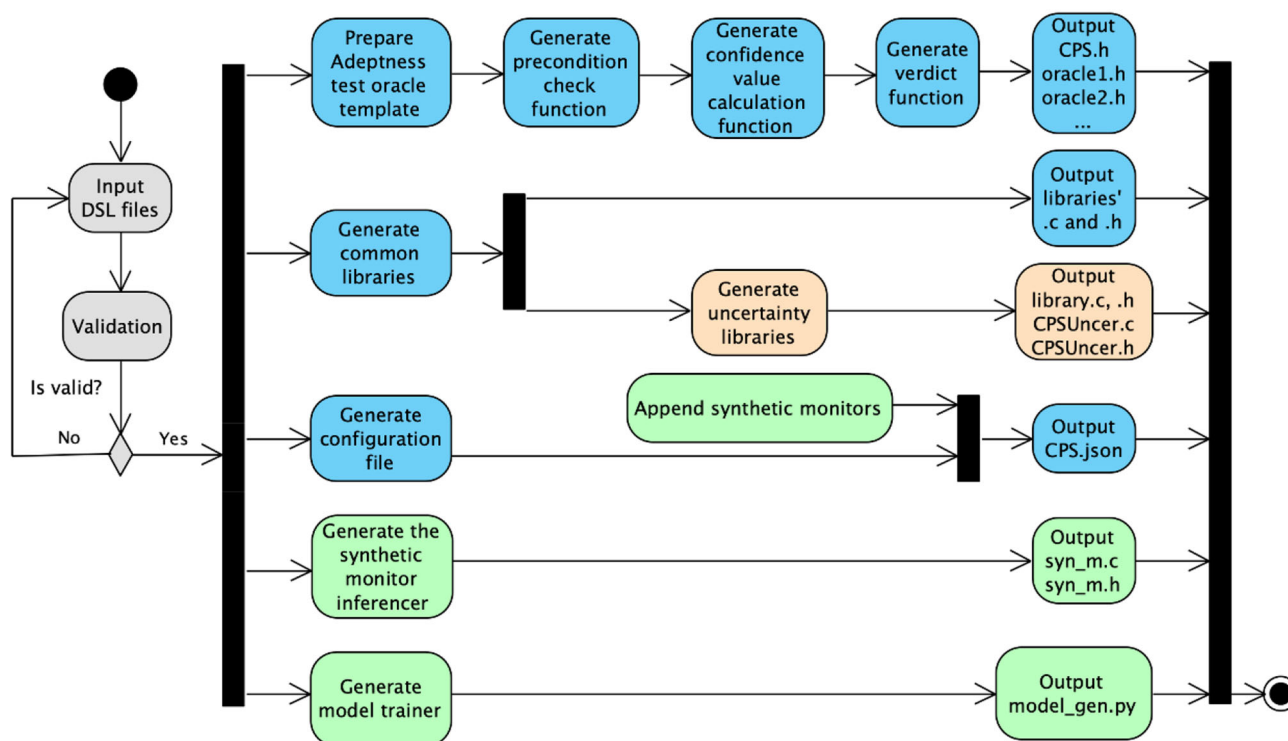 Input
DSL files
Validation
Is valid?
No
Yes
Prepare
Adeptness
test oracle
template
Generate
precondition
check
function
Generate
confidence
value
calculation
function
Generate
verdict
function
Output
CPS.h
oracle1.h
oracle2.h
...
Generate
common
libraries
Output
libraries'
.c and .h
Generate
uncertainty
libraries
Output
library.c, .h
CPSUncer.c
CPSUncer.h
Append synthetic monitors
Generate
configuration
file
Output
CPS.json
Generate the
synthetic
monitor
inferencer
Output
syn_m.c
syn_m.h
Generate
model trainer
Output
model_gen.py